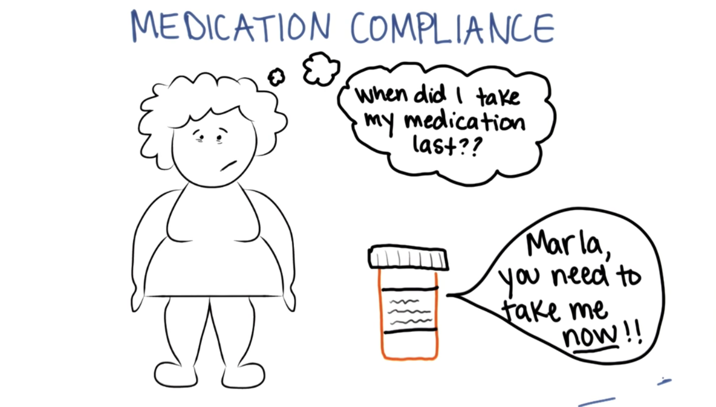 MEDICATION COMPLIANCE
When did I take
my medication
last??
Marla,
you need to
take me
now!!